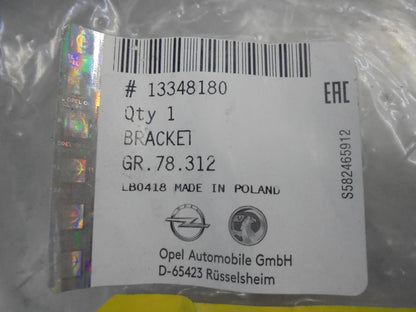 # 13348180
Qty 1
BRACKET
GR.78.312
LB0418 MADE IN POLAND
Opel Automobile GmbH
D-65423 Rüsselsheim
EAC
S582465912